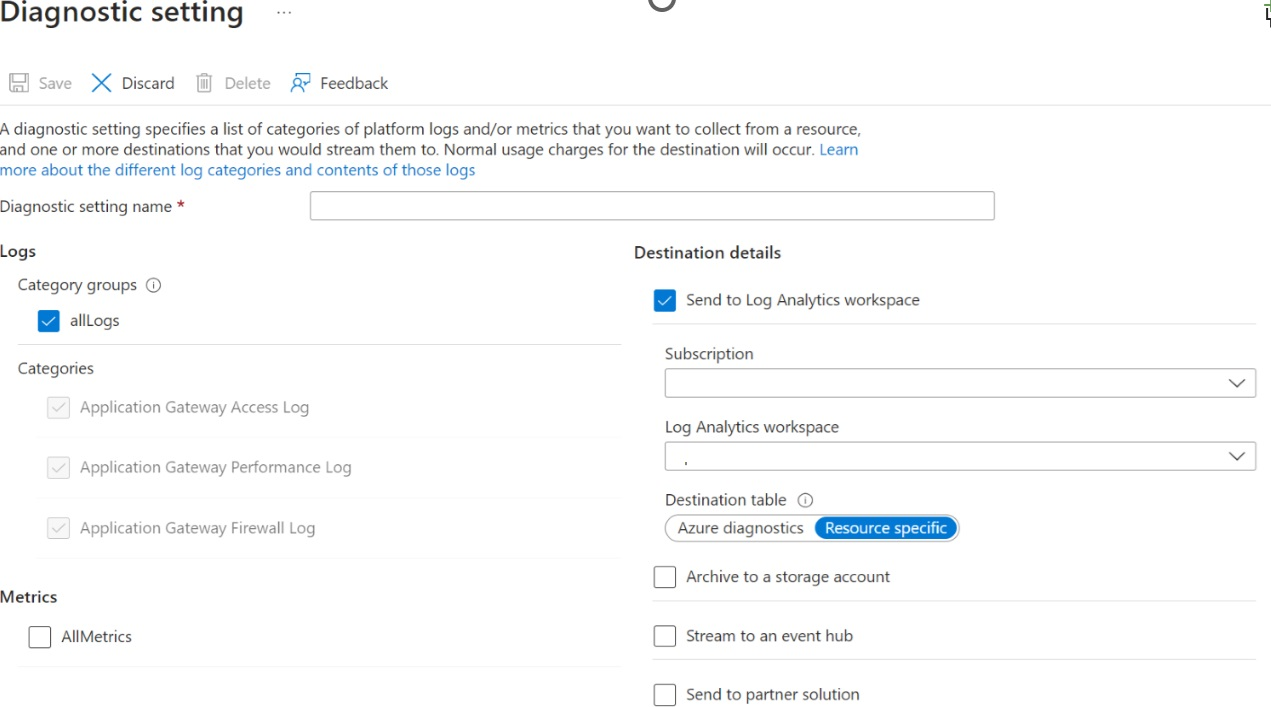 Diagnostic setting ...
Save Discard Delete Feedback
A diagnostic setting specifies a list of categories of platform logs and/or metrics that you want to collect from a resource,
and one or more destinations that you would stream them to. Normal usage charges for the destination will occur. Learn
more about the different log categories and contents of those logs
Diagnostic setting name *
Logs
Category groups
allLogs
Categories
Application Gateway Access Log
Application Gateway Performance Log
Application Gateway Firewall Log
Metrics
AllMetrics
Destination details
Send to Log Analytics workspace
Subscription
Log Analytics workspace
Destination table
Azure diagnostics Resource specific
Archive to a storage account
Stream to an event hub
Send to partner solution